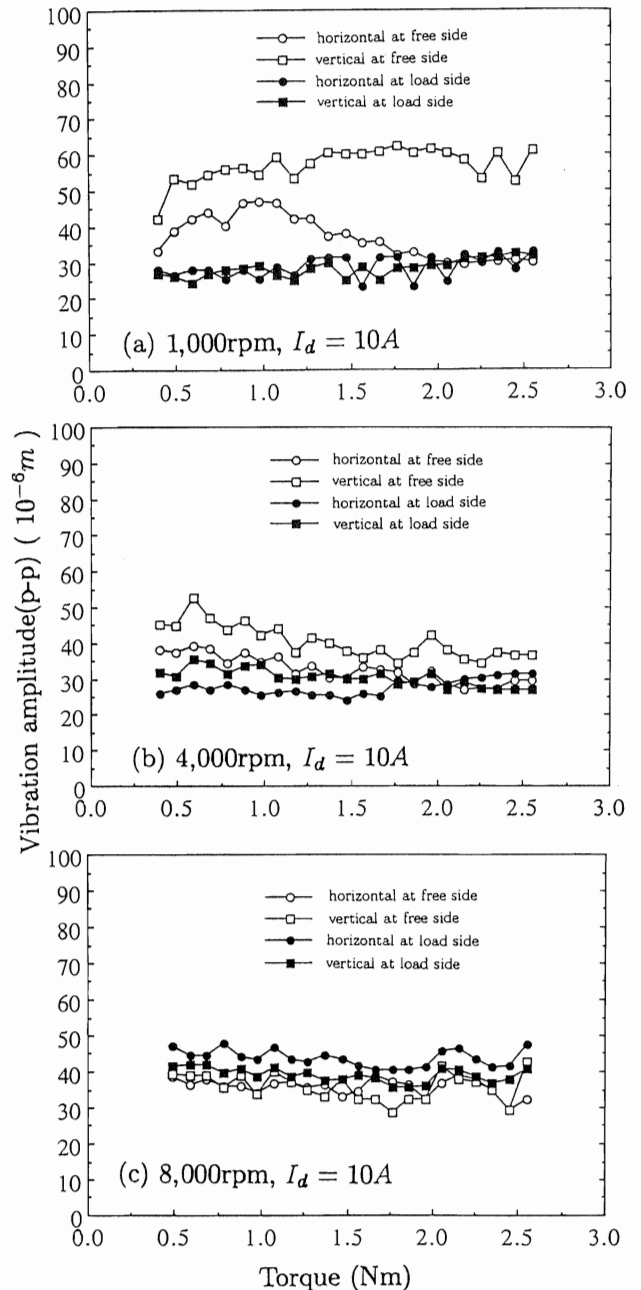 100
90
80
70
60
50
40
30
20
10
0
horizontal at free side
vertical at free side
horizontal at load side
vertical at load side
(a) 1,000rpm, I_d = 10A
0.0 0.5 1.0 1.5 2.0 2.5 3.0
Vibration amplitude(p-p) ( 10^−6 m )
100
90
80
70
60
50
40
30
20
10
0
horizontal at free side
vertical at free side
horizontal at load side
vertical at load side
(b) 4,000rpm, I_d = 10A
0.0 0.5 1.0 1.5 2.0 2.5 3.0
100
90
80
70
60
50
40
30
20
10
0
horizontal at free side
vertical at free side
horizontal at load side
vertical at load side
(c) 8,000rpm, I_d = 10A
0.0 0.5 1.0 1.5 2.0 2.5 3.0
Torque (Nm)